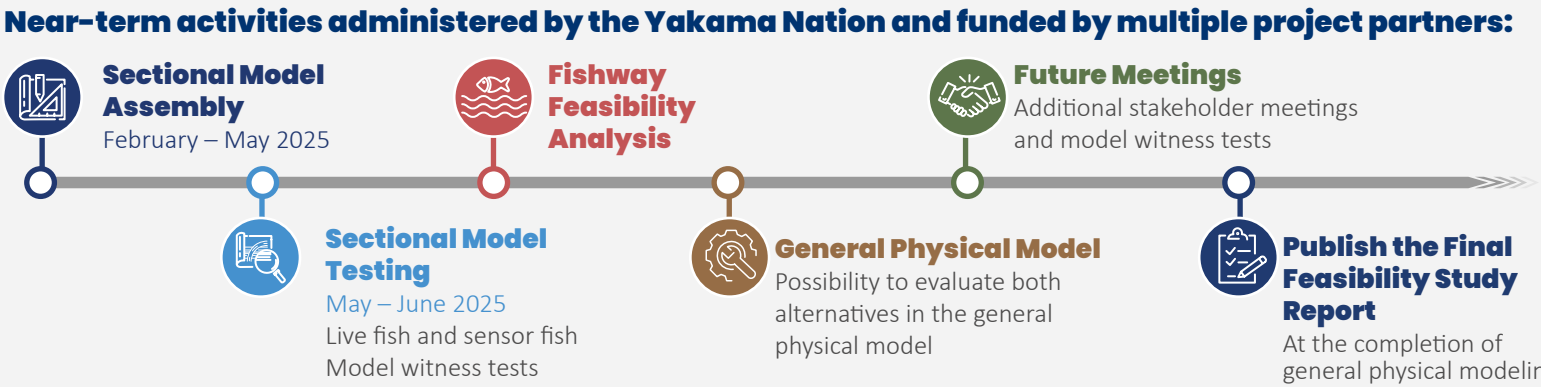 Near-term activities administered by the Yakama Nation and funded by multiple project partners:
Sectional Model
Assembly
February – May 2025
Sectional Model
Testing
May – June 2025
Live fish and sensor fish
Model witness tests
Fishway
Feasibility
Analysis
General Physical Model
Possibility to evaluate both
alternatives in the general
physical model
Future Meetings
Additional stakeholder meetings
and model witness tests
Publish the Final
Feasibility Study
Report
At the completion of
general physical